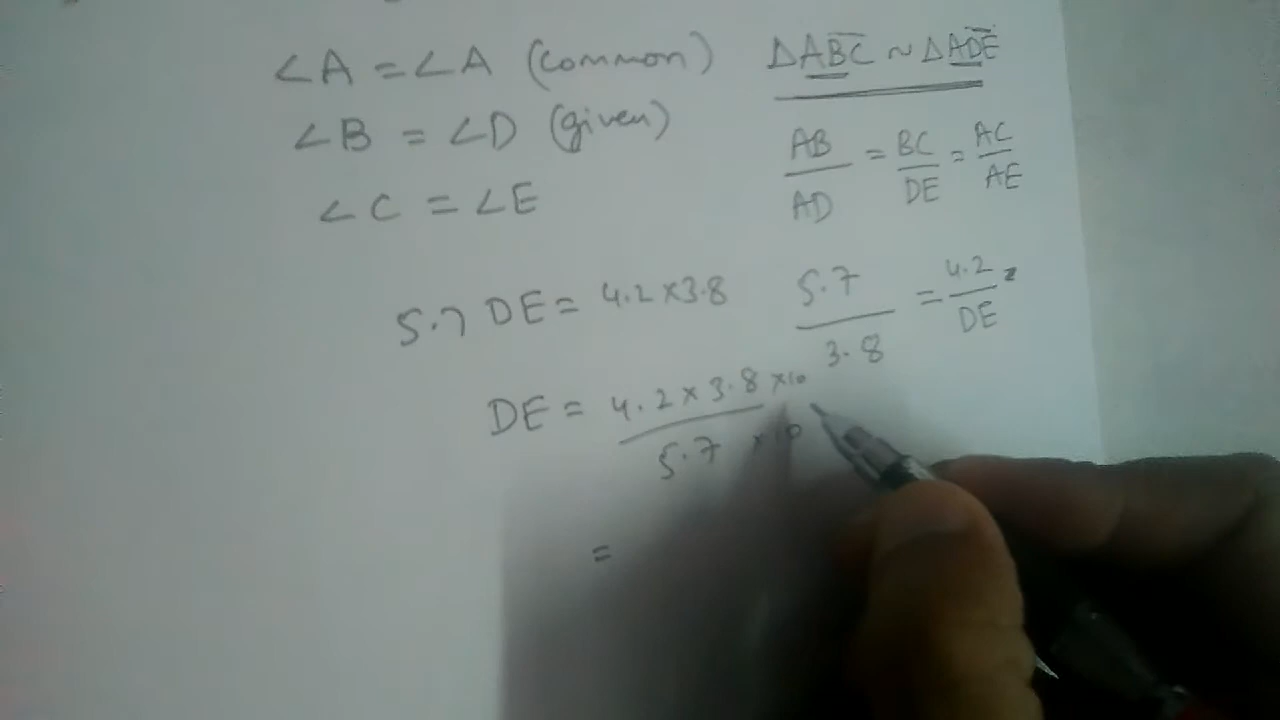 ∠A = ∠A (common)
∠B = ∠D (given)
∠C = ∠E
ΔABC ~ ΔADE
AB/AD = BC/DE = AC/AE
5.7/3.8 = 4.2/DE
5.7 DE = 4.2 × 3.8
DE = 4.2 × 3.8 ×10 / 5.7 ×10
=